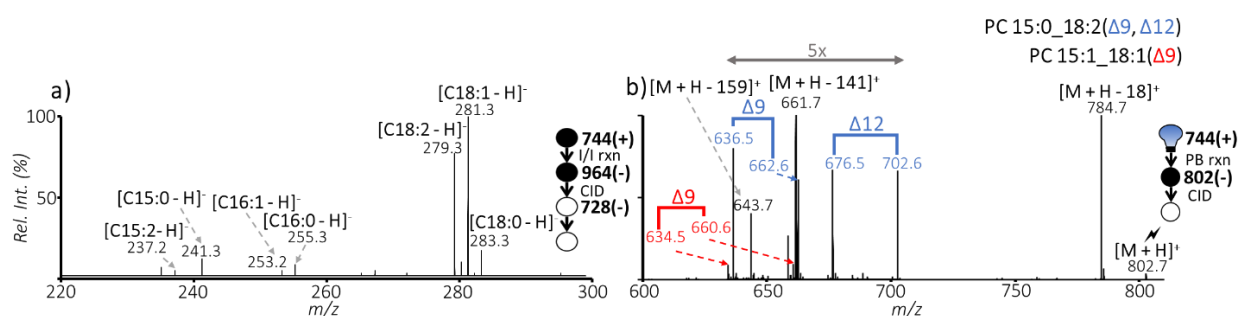 PC 15:0_18:2(Δ9, Δ12)
PC 15:1_18:1(Δ9)
a)
[C18:1 - H]⁻
281.3
[C18:2 - H]⁻
279.3
[C15:0 - H]⁻
241.3
[C16:1 - H]⁻
253.2
[C15:2 - H]⁻
237.2
[C16:0 - H]⁻
255.3
[C18:0 - H]⁻
283.3
744(+)
I/I rxn
964(-)
CID
728(-)
100
50
Rel. Int. (%)
220
240
260
280
300
m/z
b)
5x
[M + H - 159]⁺
643.7
[M + H - 141]⁺
661.7
[M + H - 18]⁺
784.7
Δ9
636.5
662.6
Δ12
676.5
702.6
Δ9
634.5
660.6
744(+)
PB rxn
802(-)
CID
[M + H]⁺
802.7
600
650
700
750
800
m/z